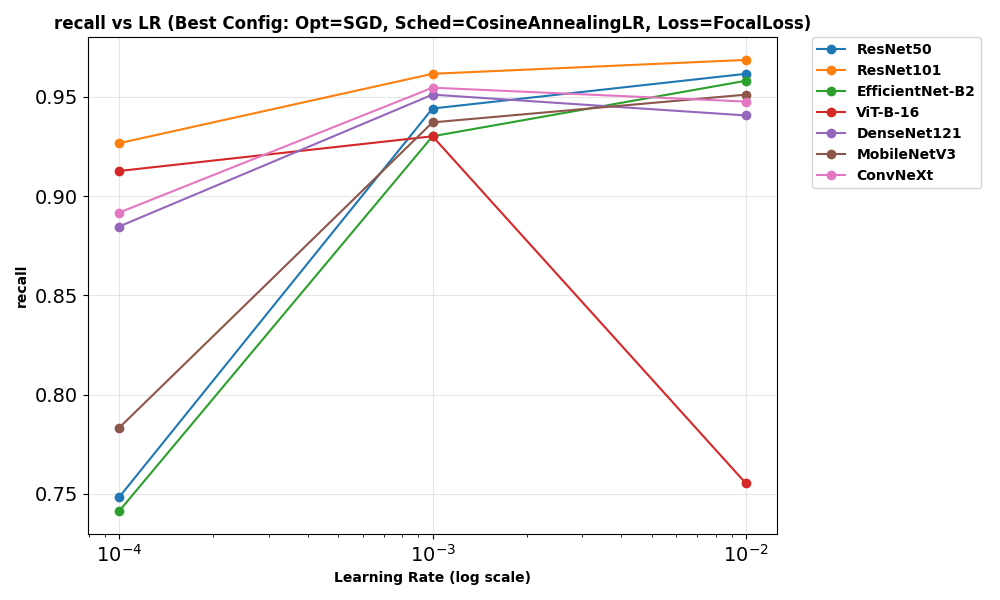 recall vs LR (Best Config: Opt=SGD, Sched=CosineAnnealingLR, Loss=FocalLoss)
ResNet50
ResNet101
EfficientNet-B2
ViT-B-16
DenseNet121
MobileNetV3
ConvNeXt
recall
0.95
0.90
0.85
0.80
0.75
10⁻⁴
10⁻³
10⁻²
Learning Rate (log scale)